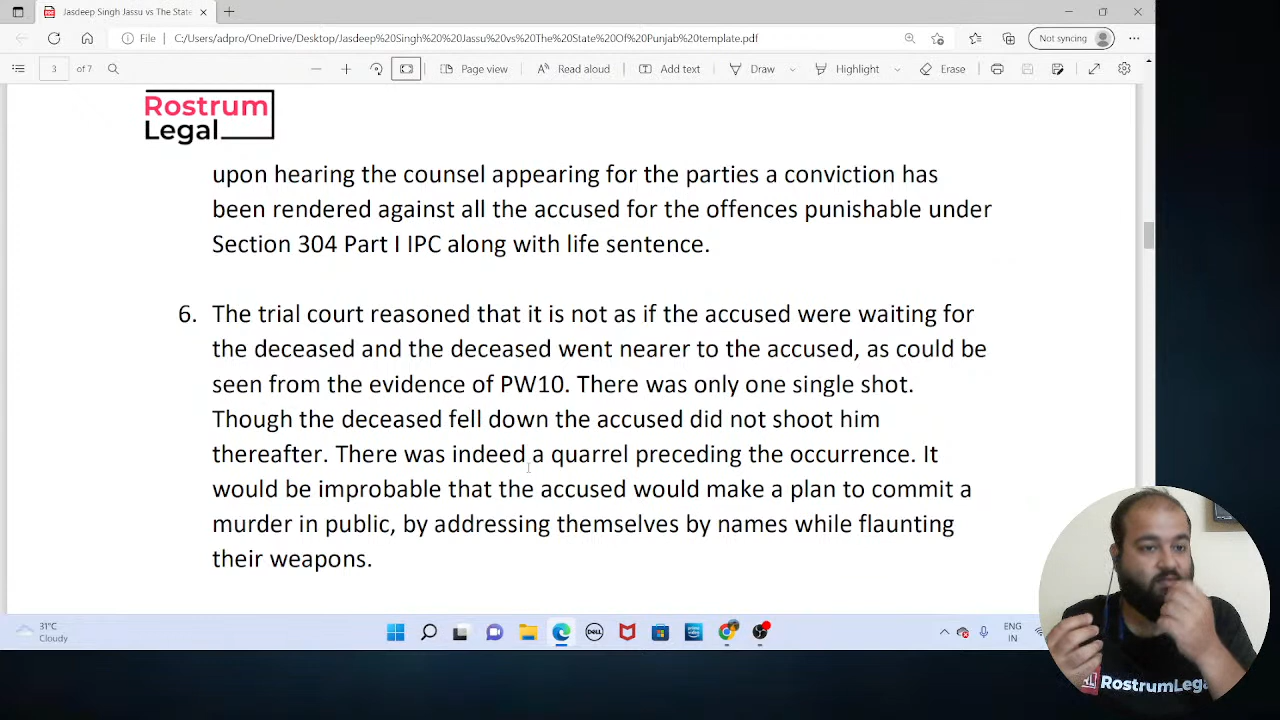 Jasdeep Singh Jassu vs The State
File
C:/Users/adpro/OneDrive/Desktop/Jasdeep%20Singh%20%20Jassu%20vs%20The%20State%20Of%20Punjab%20template.pdf
Not syncing
3 of 7
Page view
Read aloud
Add text
Draw
Highlight
Erase
Rostrum
Legal
upon hearing the counsel appearing for the parties a conviction has
been rendered against all the accused for the offences punishable under
Section 304 Part I IPC along with life sentence.
6. The trial court reasoned that it is not as if the accused were waiting for
the deceased and the deceased went nearer to the accused, as could be
seen from the evidence of PW10. There was only one single shot.
Though the deceased fell down the accused did not shoot him
thereafter. There was indeed a quarrel preceding the occurrence. It
would be improbable that the accused would make a plan to commit a
murder in public, by addressing themselves by names while flaunting
their weapons.
31°C
Cloudy
DELL
prime video
ENG
IN
RostrumLega